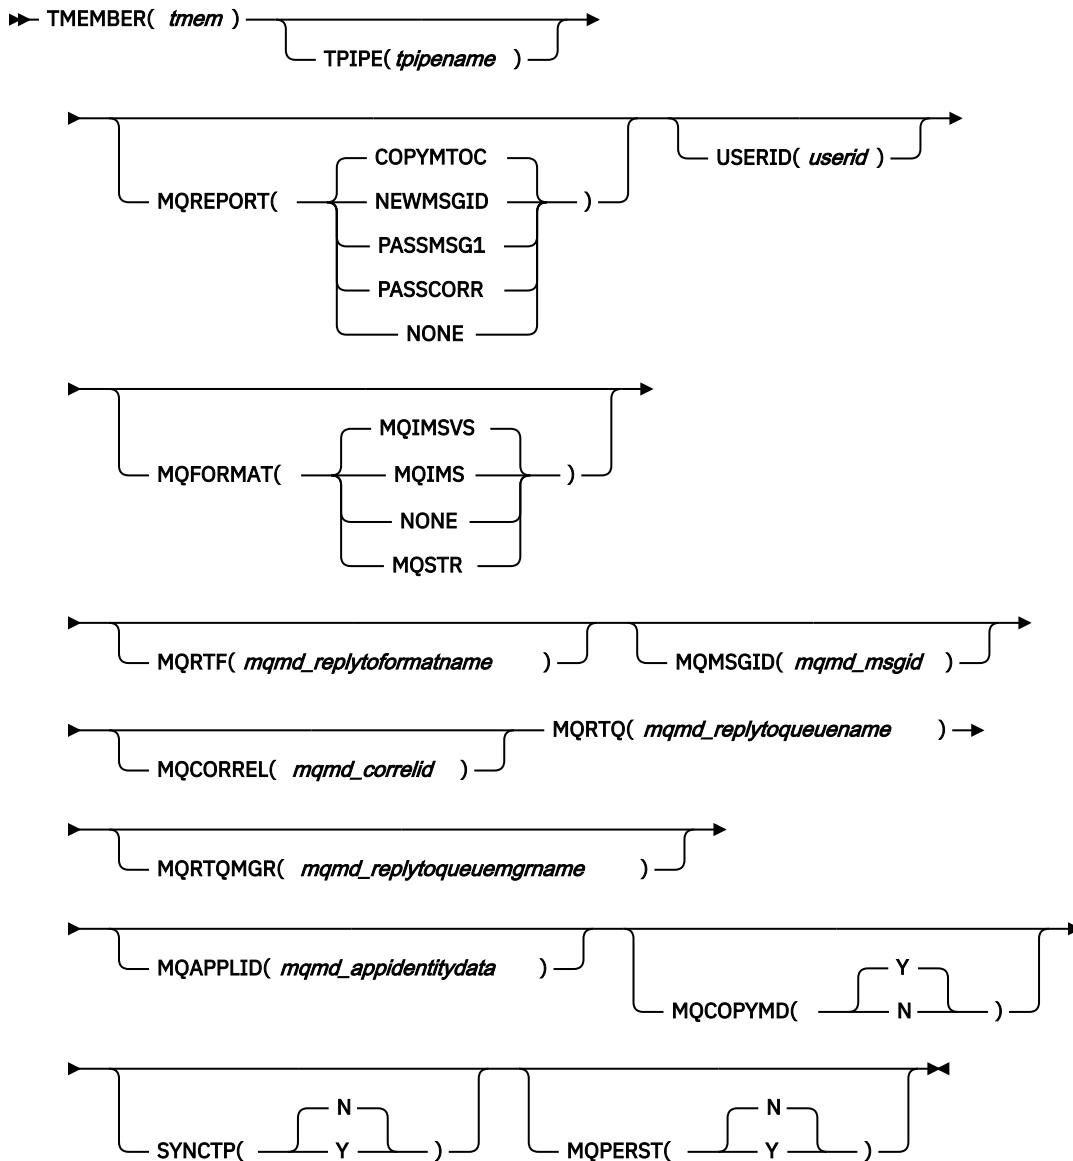 TMEMBER( tmem )
TPIPE( tpipename )
COPYMTOC
USERID( userid )
MQREPORT( NEWMSGID )
PASSMSG1
PASSCORR
NONE
MQIMSVS
MQFORMAT( MQIMS )
NONE
MQSTR
MQRTF( mqmd_replytoformatname ) MQMSGID( mqmd_msgid )
MQRTQ( mqmd_replytoqueuename )
MQCORREL( mqmd_correlid )
MQRTQMGR( mqmd_replytoqueuemgrname )
Y
MQAPPLID( mqmd_appidentitydata )
MQCOPYMD( N )
N N
SYNCTP( Y ) MQPERST( Y )